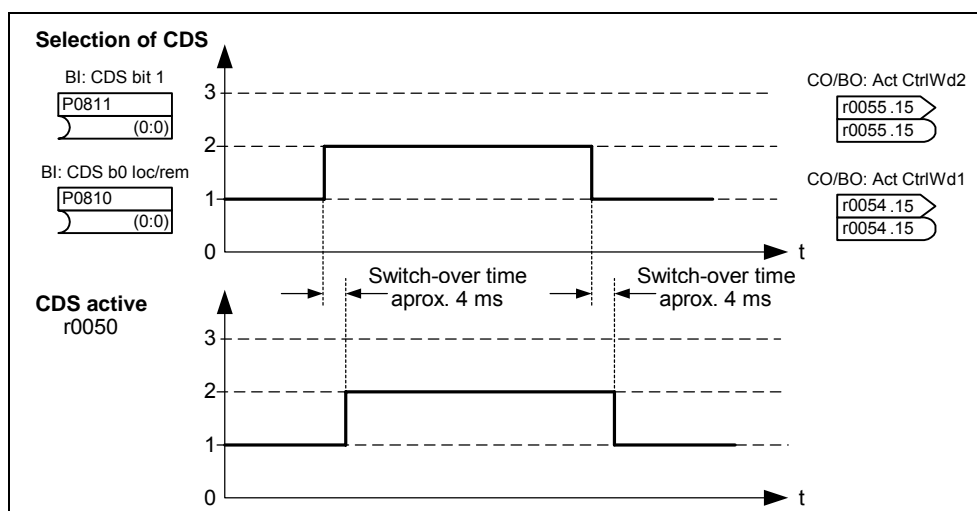 Selection of CDS
BI: CDS bit 1
P0811
(0:0)
BI: CDS b0 loc/rem
P0810
(0:0)
3
2
1
0
t
CO/BO: Act CtrlWd2
r0055 .15
r0055 .15
CO/BO: Act CtrlWd1
r0054 .15
r0054 .15
Switch-over time
aprox. 4 ms
Switch-over time
aprox. 4 ms
CDS active
r0050
3
2
1
0
t